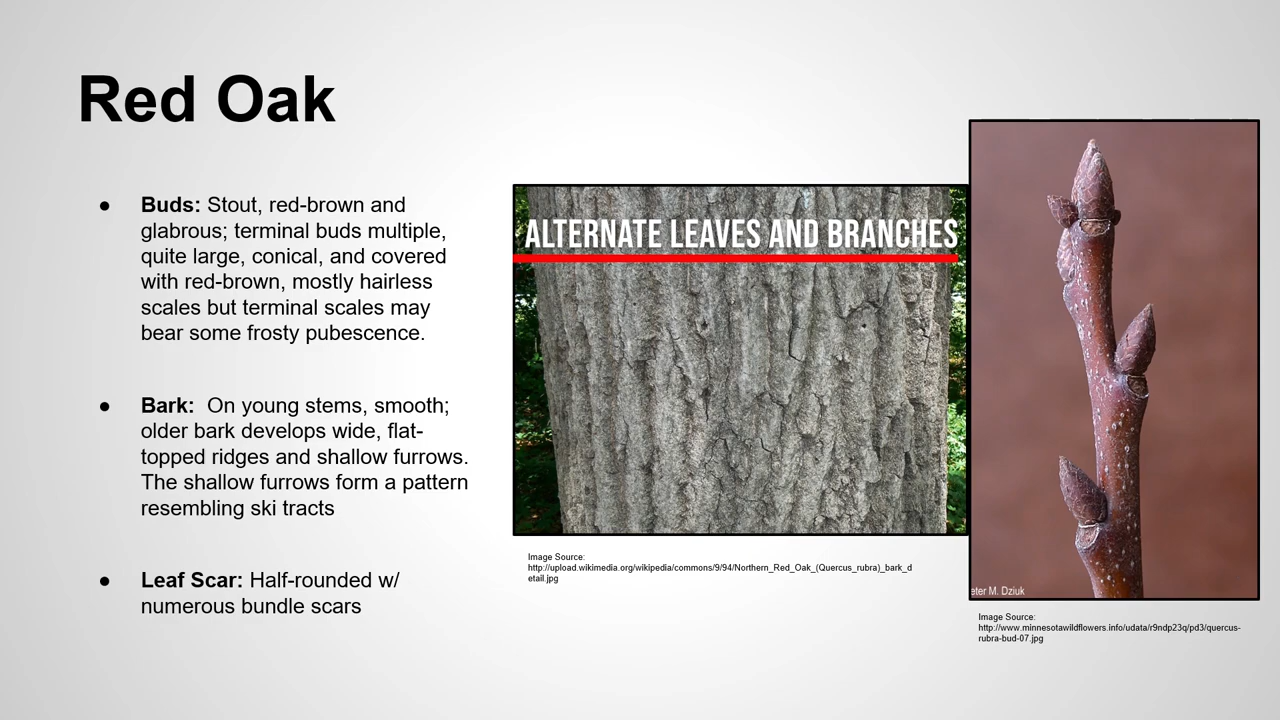 Red Oak
● Buds: Stout, red-brown and
glabrous; terminal buds multiple,
quite large, conical, and covered
with red-brown, mostly hairless
scales but terminal scales may
bear some frosty pubescence.
● Bark:  On young stems, smooth;
older bark develops wide, flat-
topped ridges and shallow furrows.
The shallow furrows form a pattern
resembling ski tracts
● Leaf Scar: Half-rounded w/
numerous bundle scars
ALTERNATE LEAVES AND BRANCHES
Image Source:
http://upload.wikimedia.org/wikipedia/commons/9/94/Northern_Red_Oak_(Quercus_rubra)_bark_d
etail.jpg
eter M. Dziuk
Image Source:
http://www.minnesotawildflowers.info/udata/r9ndp23q/pd3/quercus-
rubra-bud-07.jpg